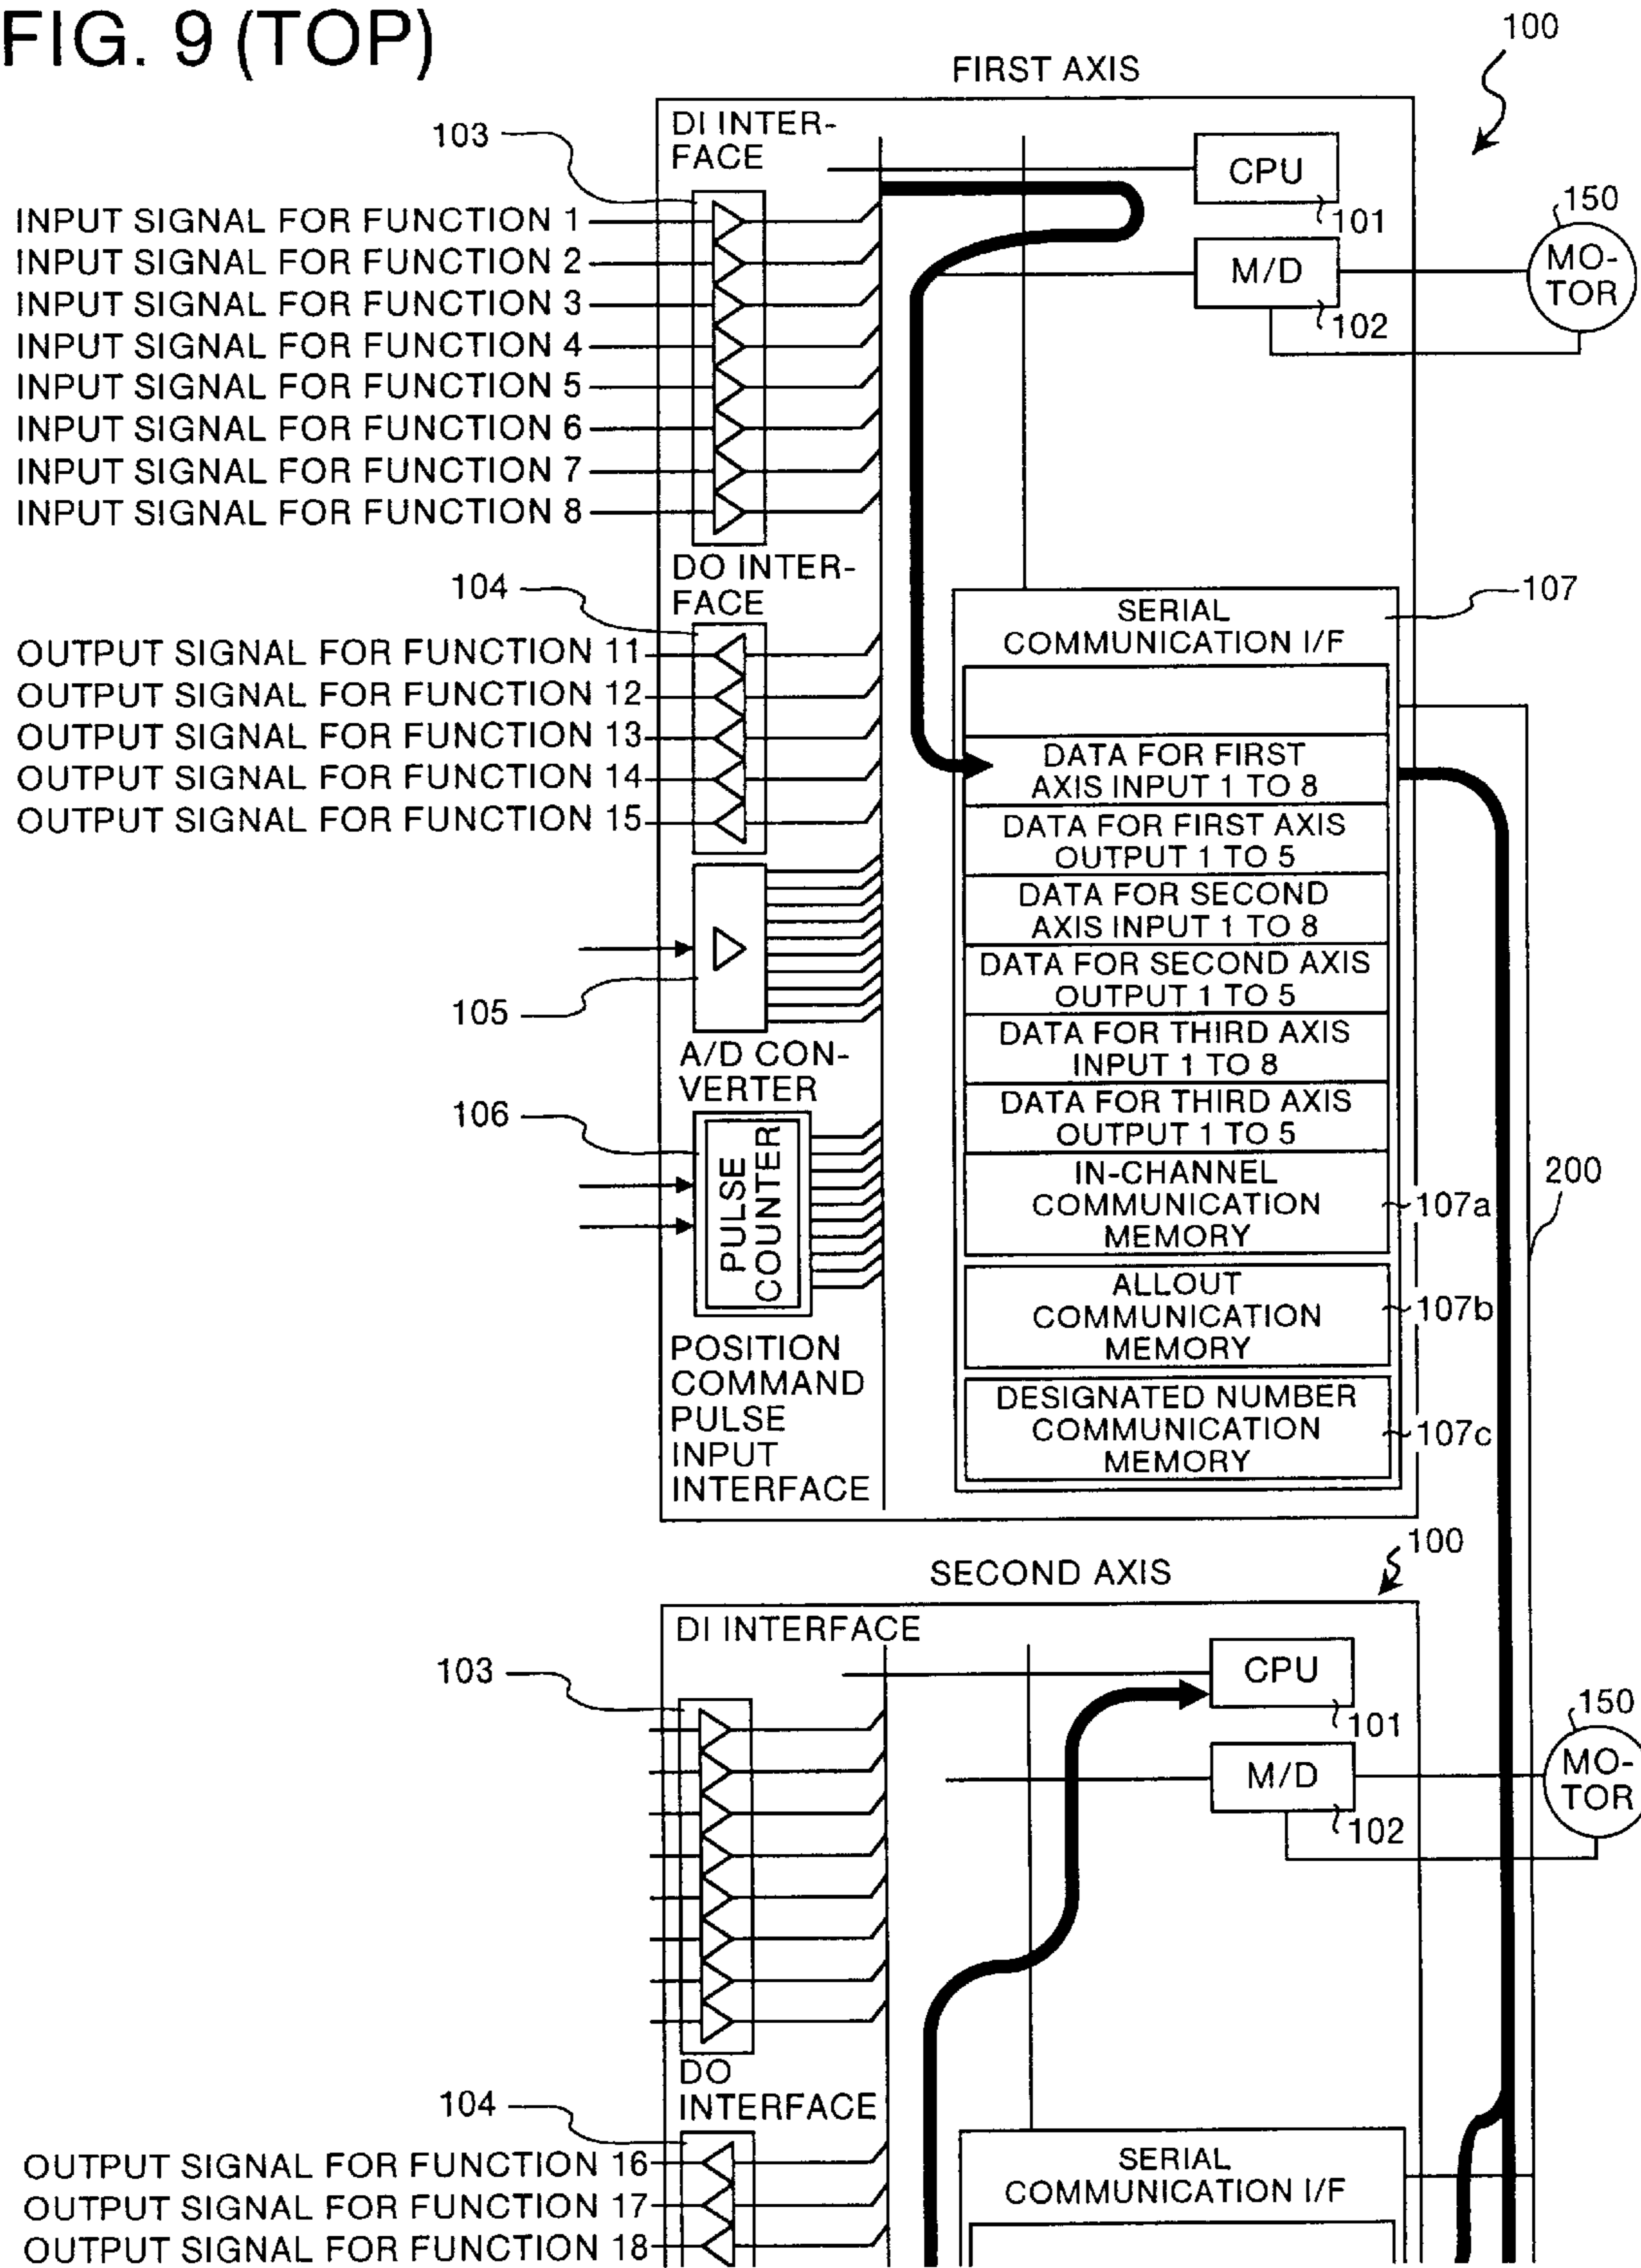 FIG. 9 (TOP)
100
FIRST AXIS
103
DI INTER-
FACE
CPU
101
150
MO-
TOR
M/D
102
INPUT SIGNAL FOR FUNCTION 1
INPUT SIGNAL FOR FUNCTION 2
INPUT SIGNAL FOR FUNCTION 3
INPUT SIGNAL FOR FUNCTION 4
INPUT SIGNAL FOR FUNCTION 5
INPUT SIGNAL FOR FUNCTION 6
INPUT SIGNAL FOR FUNCTION 7
INPUT SIGNAL FOR FUNCTION 8
104
DO INTER-
FACE
OUTPUT SIGNAL FOR FUNCTION 11
OUTPUT SIGNAL FOR FUNCTION 12
OUTPUT SIGNAL FOR FUNCTION 13
OUTPUT SIGNAL FOR FUNCTION 14
OUTPUT SIGNAL FOR FUNCTION 15
105
A/D CON-
VERTER
106
PULSE
COUNTER
POSITION
COMMAND
PULSE
INPUT
INTERFACE
107
SERIAL
COMMUNICATION I/F
DATA FOR FIRST
AXIS INPUT 1 TO 8
DATA FOR FIRST AXIS
OUTPUT 1 TO 5
DATA FOR SECOND
AXIS INPUT 1 TO 8
DATA FOR SECOND AXIS
OUTPUT 1 TO 5
DATA FOR THIRD AXIS
INPUT 1 TO 8
DATA FOR THIRD AXIS
OUTPUT 1 TO 5
IN-CHANNEL
COMMUNICATION
MEMORY
107a
200
ALLOUT
COMMUNICATION
MEMORY
107b
DESIGNATED NUMBER
COMMUNICATION
MEMORY
107c
100
SECOND AXIS
DI INTERFACE
103
CPU
101
150
MO-
TOR
M/D
102
DO
INTERFACE
104
OUTPUT SIGNAL FOR FUNCTION 16
OUTPUT SIGNAL FOR FUNCTION 17
OUTPUT SIGNAL FOR FUNCTION 18
SERIAL
COMMUNICATION I/F